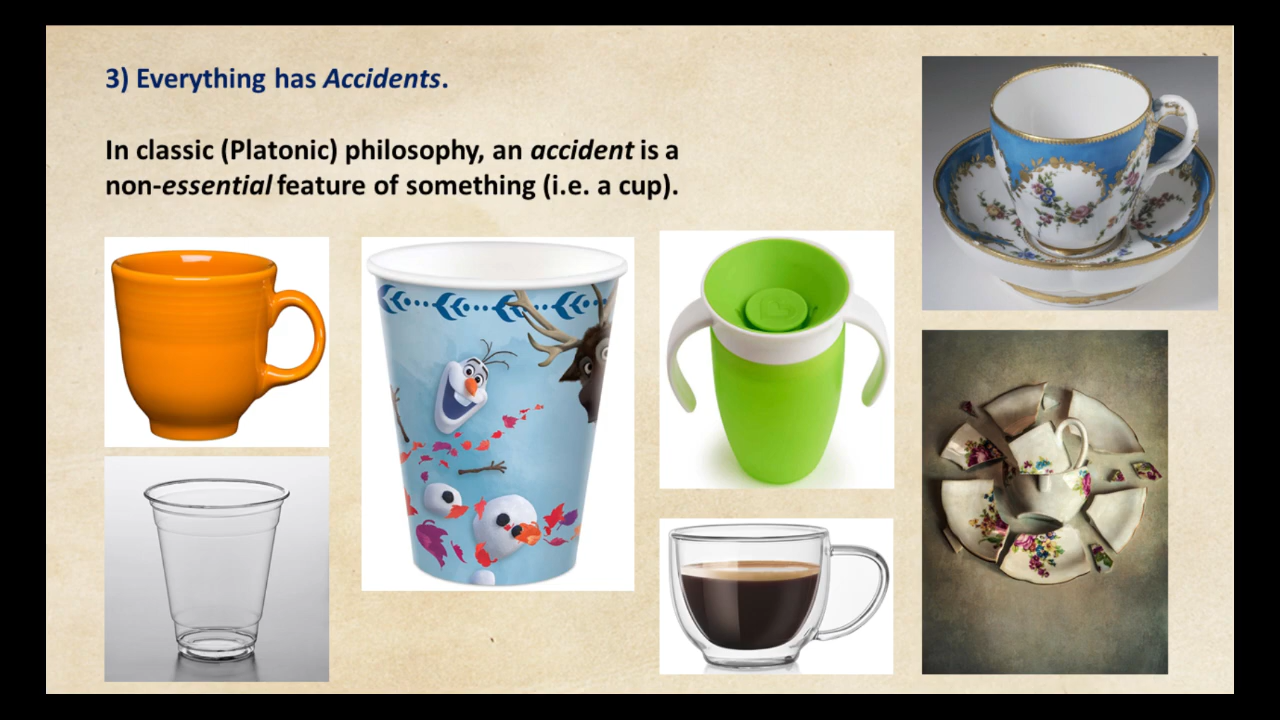 3) Everything has Accidents.
In classic (Platonic) philosophy, an accident is a
non-essential feature of something (i.e. a cup).